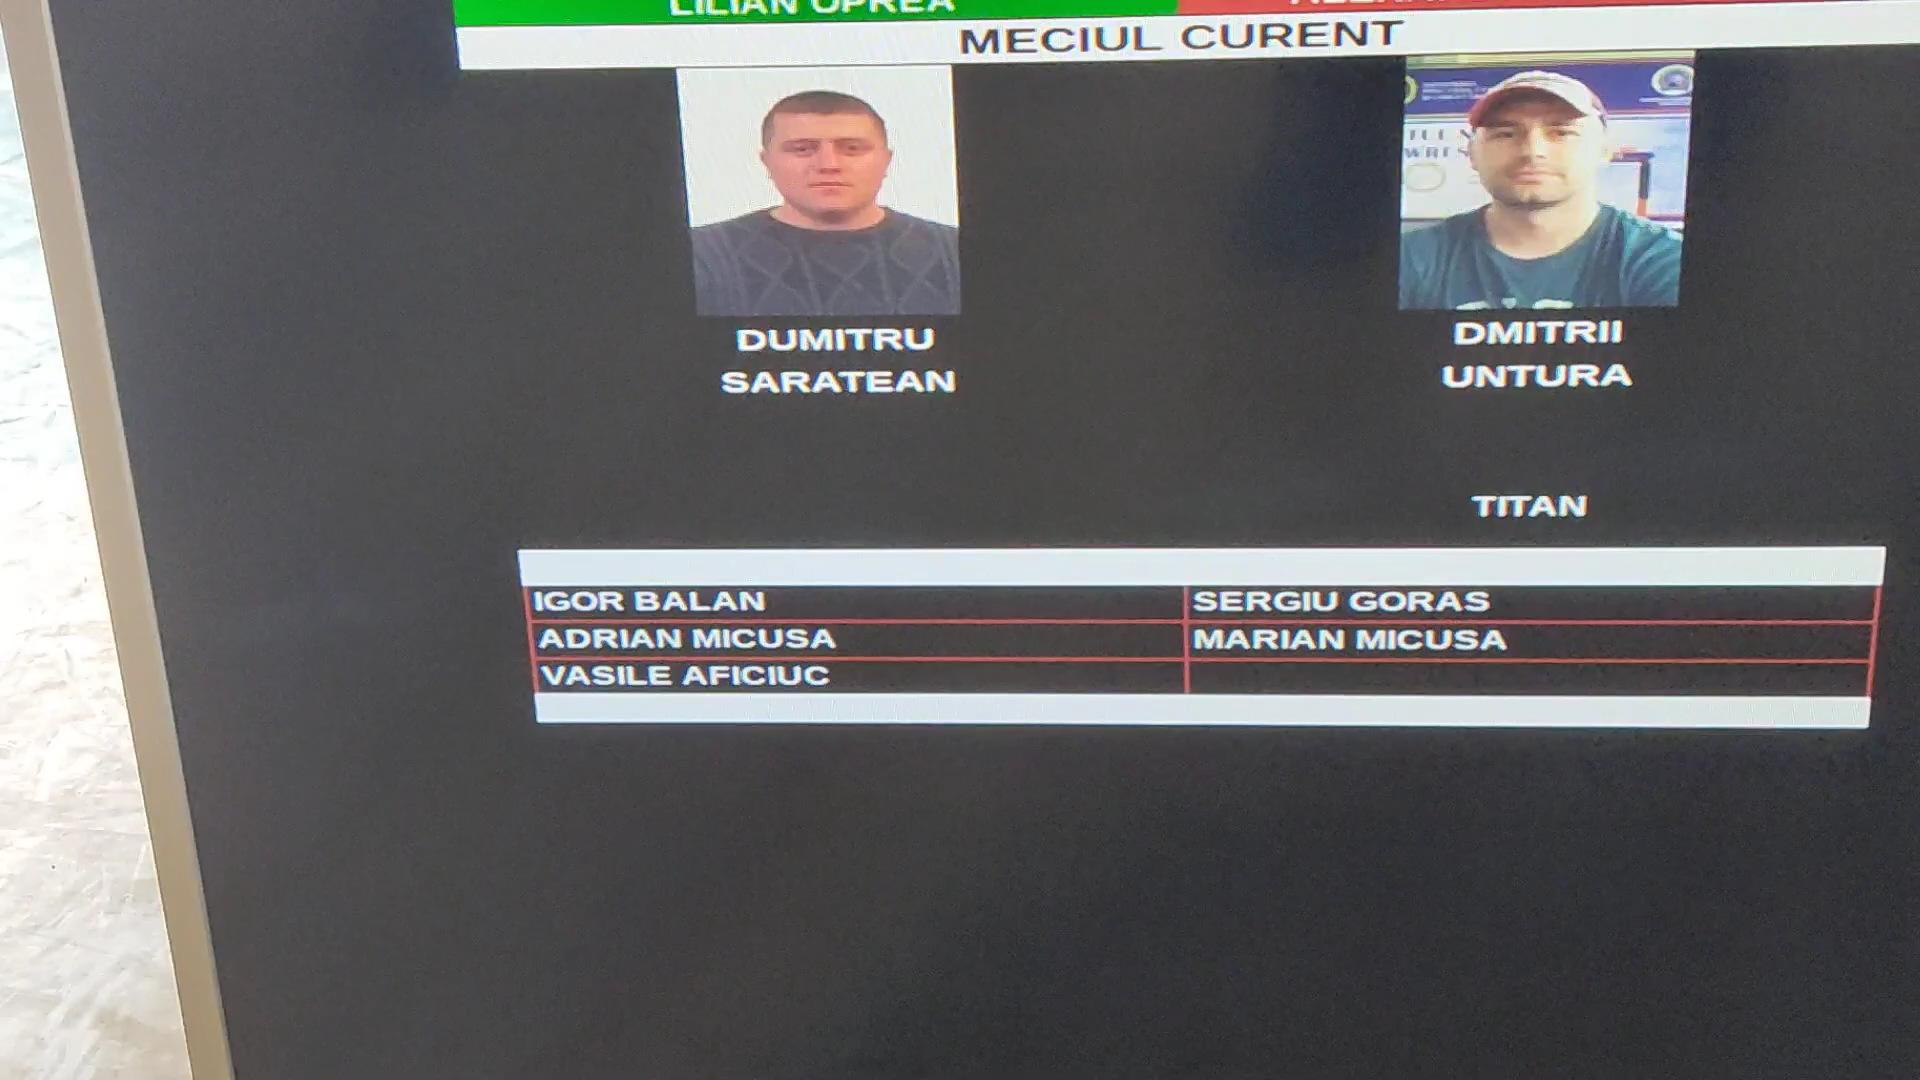 LILIAN OPREA
MECIUL CURENT
DUMITRU
SARATEAN
DMITRII
UNTURA
TITAN
IGOR BALAN
SERGIU GORAS
ADRIAN MICUSA
MARIAN MICUSA
VASILE AFICIUC